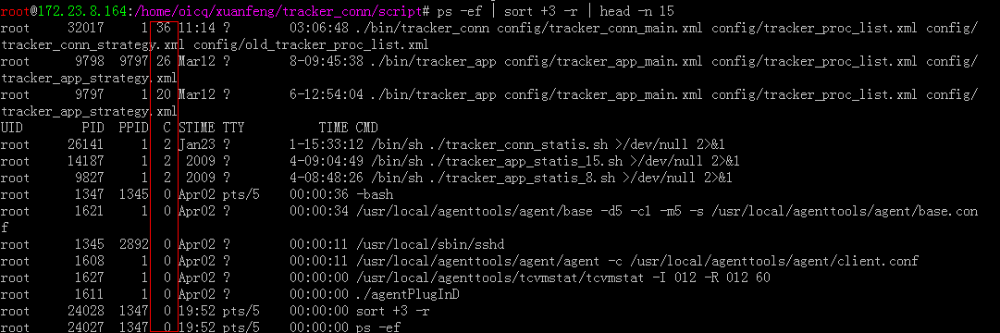 root@172.23.8.164:/home/oicq/xuanfeng/tracker_conn/script# ps -ef | sort +3 -r | head -n 15
root     32017     1 36 11:14 ?        03:06:48 ./bin/tracker_conn config/tracker_conn_main.xml config/tracker_proc_list.xml config/
tracker_conn_strategy.xml config/old_tracker_proc_list.xml
root      9798  9797 26 Mar12 ?        8-09:45:38 ./bin/tracker_app config/tracker_app_main.xml config/tracker_proc_list.xml config/
tracker_app_strategy.xml
root      9797     1 20 Mar12 ?        6-12:54:04 ./bin/tracker_app config/tracker_app_main.xml config/tracker_proc_list.xml config/
tracker_app_strategy.xml
UID        PID  PPID  C STIME TTY          TIME CMD
root     26141     1  2 Jan23 ?        1-15:33:12 /bin/sh ./tracker_conn_statis.sh >/dev/null 2>&1
root     14187     1  2  2009 ?        4-09:04:49 ./tracker_app_statis_15.sh >/dev/null 2>&1
root      9827     1  2  2009 ?        4-08:48:26 ./tracker_app_statis_8.sh >/dev/null 2>&1
root      1347  1345  0 Apr02 pts/5    00:00:36 -bash
root      1621     1  0 Apr02 ?        00:00:34 /usr/local/agenttools/agent/base -d5 -c1 -m5 -s /usr/local/agenttools/agent/base.con
f
root      1345  2892  0 Apr02 ?        00:00:11 /usr/local/sbin/sshd
root      1608     1  0 Apr02 ?        00:00:11 /usr/local/agenttools/agent/agent -c /usr/local/agenttools/agent/client.conf
root      1627     1  0 Apr02 ?        00:00:00 /usr/local/agenttools/tcvmstat/tcvmstat -I 012 -R 012 60
root      1611     1  0 Apr02 ?        00:00:00 ./agentPlugInD
root     24028  1347  0 19:52 pts/5    00:00:00 sort +3 -r
root     24027  1347  0 19:52 pts/5    00:00:00 ps -ef